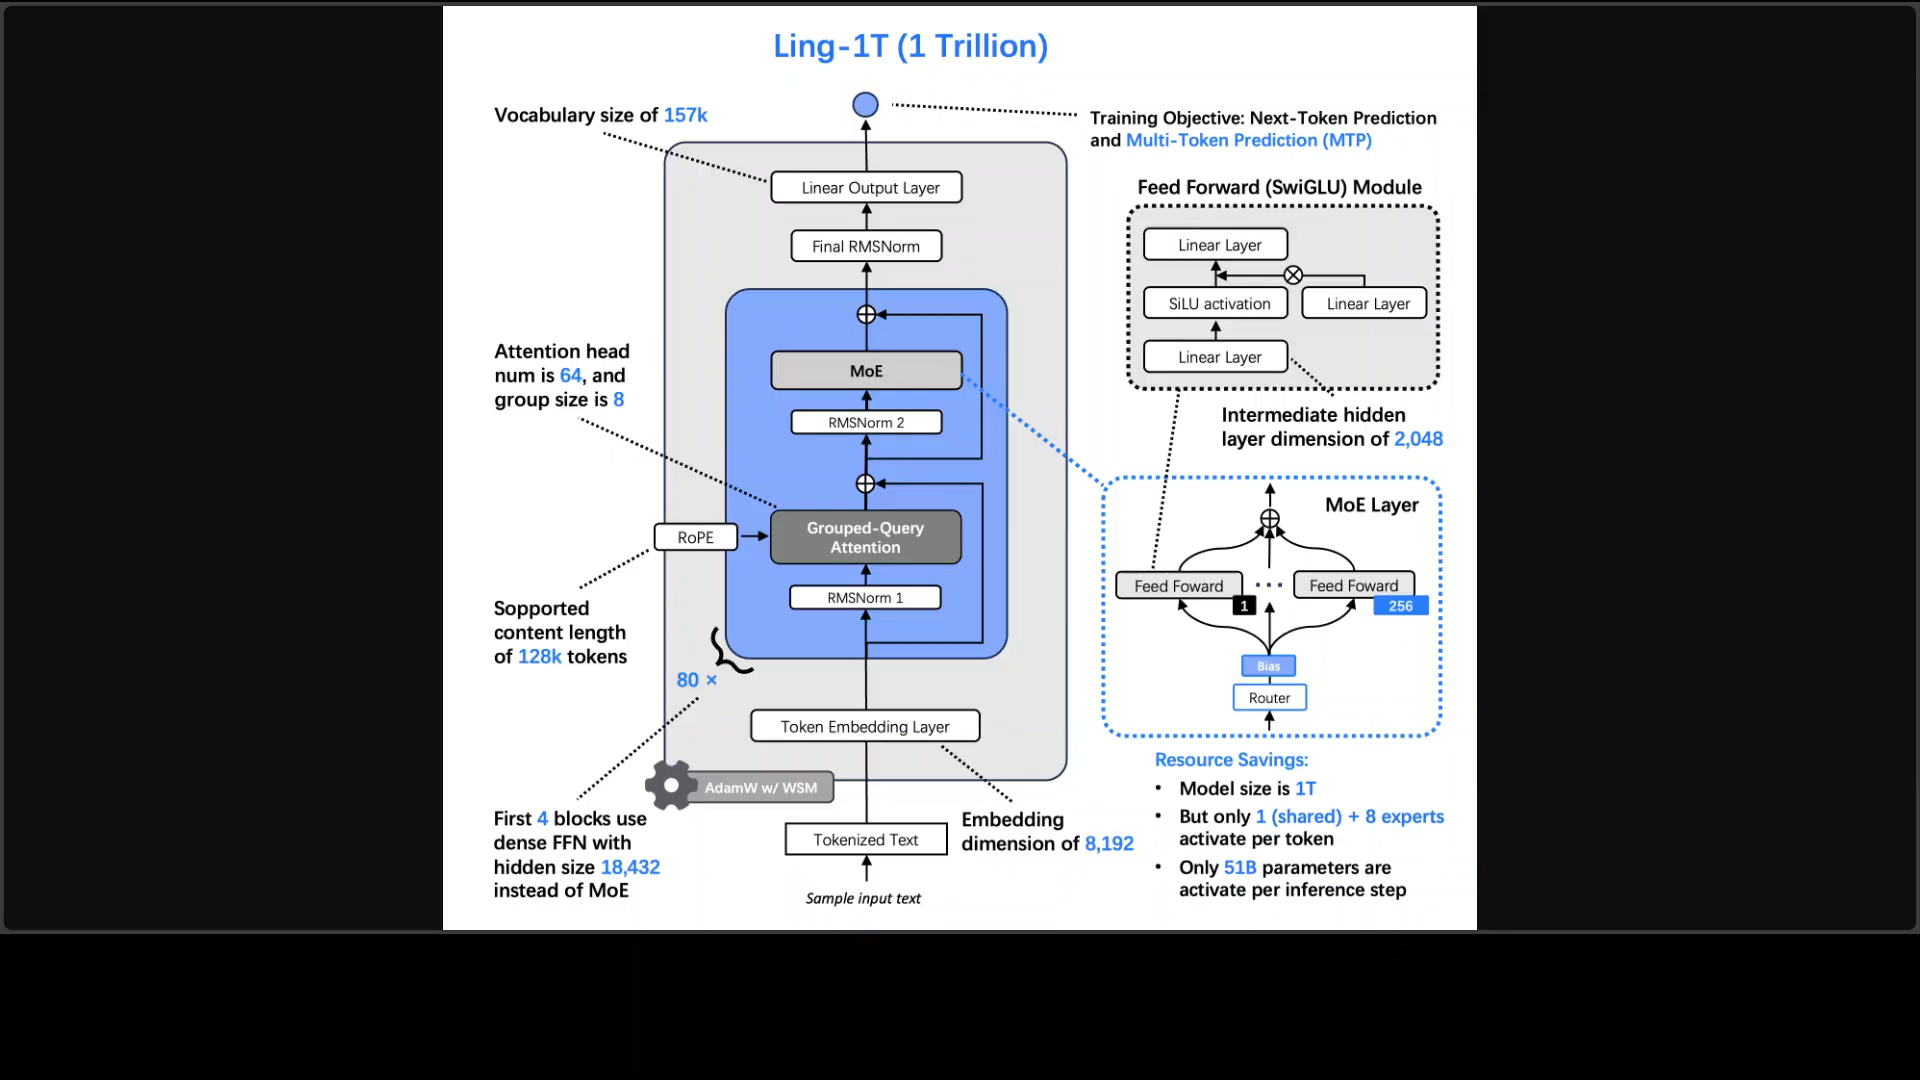 Ling-1T (1 Trillion)
Vocabulary size of 157k
Training Objective: Next-Token Prediction
and Multi-Token Prediction (MTP)
Linear Output Layer
Final RMSNorm
MoE
RMSNorm 2
Grouped-Query
Attention
RMSNorm 1
RoPE
Attention head
num is 64, and
group size is 8
Sopported
content length
of 128k tokens
80 ×
Token Embedding Layer
AdamW w/ WSM
First 4 blocks use
dense FFN with
hidden size 18,432
instead of MoE
Tokenized Text
Sample input text
Embedding
dimension of 8,192
Feed Forward (SwiGLU) Module
Linear Layer
SiLU activation
Linear Layer
Linear Layer
Intermediate hidden
layer dimension of 2,048
MoE Layer
Feed Foward
1
Feed Foward
256
Bias
Router
Resource Savings:
• Model size is 1T
• But only 1 (shared) + 8 experts
activate per token
• Only 51B parameters are
activate per inference step